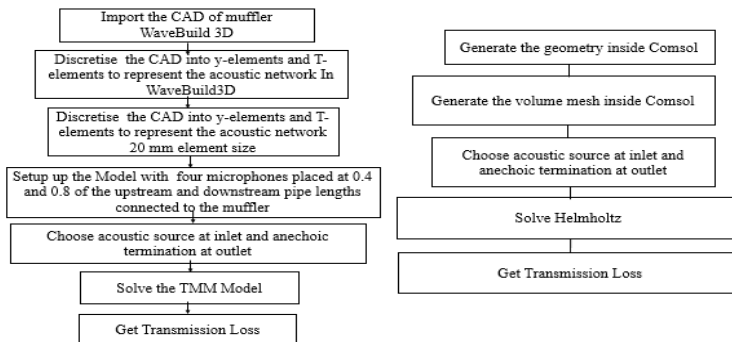 Import the CAD of muffler
WaveBuild 3D
Discretise the CAD into y-elements and T-
elements to represent the acoustic network In
WaveBuild3D
Discretise the CAD into y-elements and T-
elements to represent the acoustic network
20 mm element size
Setup up the Model with four microphones placed at 0.4
and 0.8 of the upstream and downstream pipe lengths
connected to the muffler
Choose acoustic source at inlet and anechoic
termination at outlet
Solve the TMM Model
Get Transmission Loss
Generate the geometry inside Comsol
Generate the volume mesh inside Comsol
Choose acoustic source at inlet and
anechoic termination at outlet
Solve Helmholtz
Get Transmission Loss